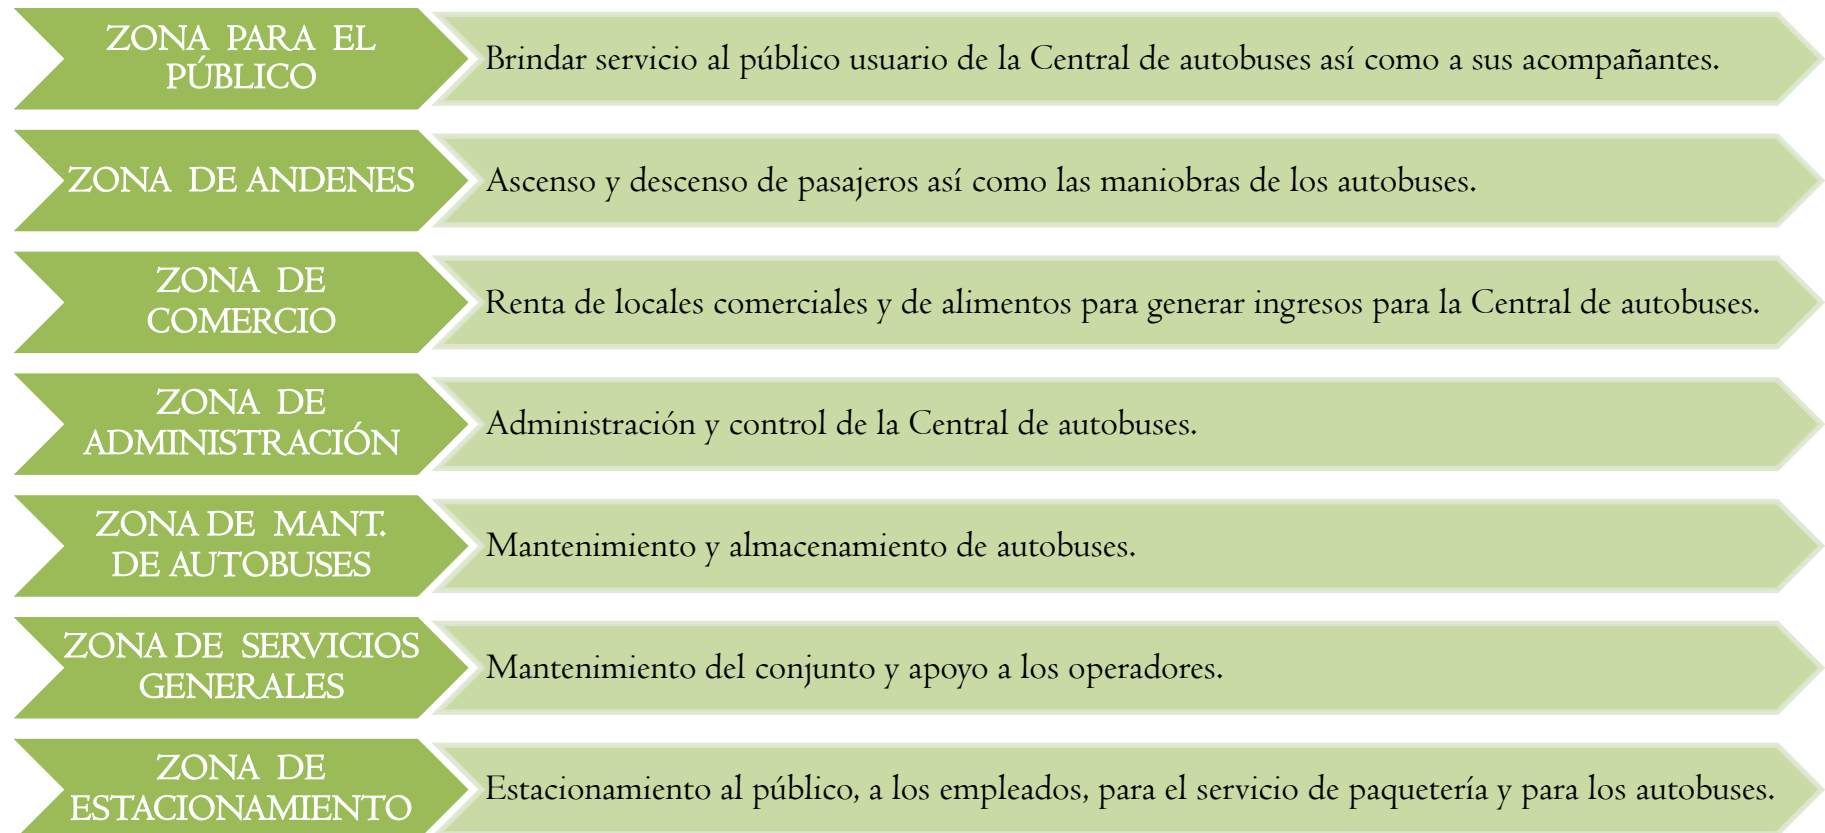 ZONA PARA EL
PÚBLICO
Brindar servicio al público usuario de la Central de autobuses así como a sus acompañantes.
ZONA DE ANDENES
Ascenso y descenso de pasajeros así como las maniobras de los autobuses.
ZONA DE
COMERCIO
Renta de locales comerciales y de alimentos para generar ingresos para la Central de autobuses.
ZONA DE
ADMINISTRACIÓN
Administración y control de la Central de autobuses.
ZONA DE MANT.
DE AUTOBUSES
Mantenimiento y almacenamiento de autobuses.
ZONA DE SERVICIOS
GENERALES
Mantenimiento del conjunto y apoyo a los operadores.
ZONA DE
ESTACIONAMIENTO
Estacionamiento al público, a los empleados, para el servicio de paquetería y para los autobuses.